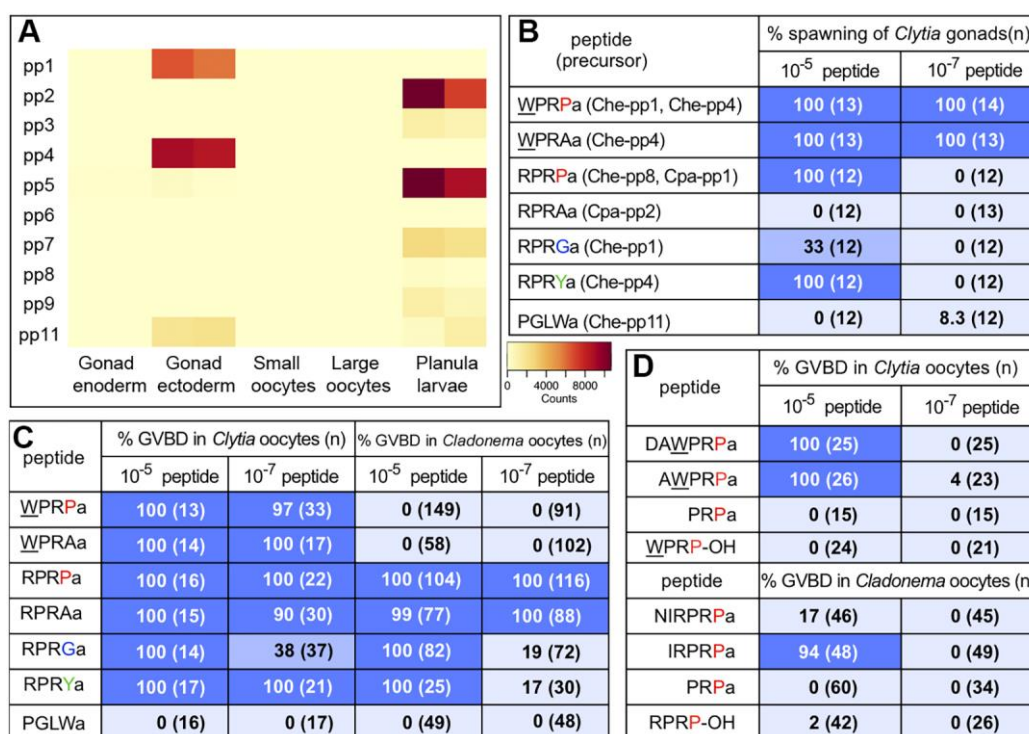 A
pp1
pp2
pp3
pp4
pp5
pp6
pp7
pp8
pp9
pp11
Gonad enoderm
Gonad ectoderm
Small oocytes
Large oocytes
Planula larvae
0 4000 8000
Counts
B
peptide (precursor) % spawning of Clytia gonads(n)
10-5 peptide 10-7 peptide
WPRPa (Che-pp1, Che-pp4) 100 (13) 100 (14)
WPRAa (Che-pp4) 100 (13) 100 (13)
RPRPa (Che-pp8, Cpa-pp1) 100 (12) 0 (12)
RPRAa (Cpa-pp2) 0 (12) 0 (13)
RPRGa (Che-pp1) 33 (12) 0 (12)
RPRYa (Che-pp4) 100 (12) 0 (12)
PGLWa (Che-pp11) 0 (12) 8.3 (12)
C
peptide % GVBD in Clytia oocytes (n) % GVBD in Cladonema oocytes (n)
10-5 peptide 10-7 peptide 10-5 peptide 10-7 peptide
WPRPa 100 (13) 97 (33) 0 (149) 0 (91)
WPRAa 100 (14) 100 (17) 0 (58) 0 (102)
RPRPa 100 (16) 100 (22) 100 (104) 100 (116)
RPRAa 100 (15) 90 (30) 99 (77) 100 (88)
RPRGa 100 (14) 38 (37) 100 (82) 19 (72)
RPRYa 100 (17) 100 (21) 100 (25) 17 (30)
PGLWa 0 (16) 0 (17) 0 (49) 0 (48)
D
peptide % GVBD in Clytia oocytes (n)
10-5 peptide 10-7 peptide
DAWPRPa 100 (25) 0 (25)
AWPRPa 100 (26) 4 (23)
PRPa 0 (15) 0 (15)
WPRP-OH 0 (24) 0 (21)
peptide % GVBD in Cladonema oocytes (n)
NIRPRPa 17 (46) 0 (45)
IRPRPa 94 (48) 0 (49)
PRPa 0 (60) 0 (34)
RPRP-OH 2 (42) 0 (26)